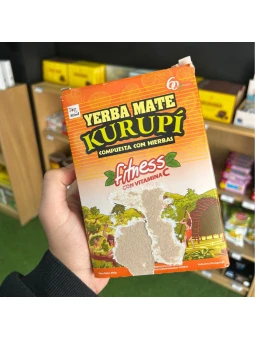 YERBA MATE
KURUPÍ
COMPUESTA CON HIERBAS
fitness
CON VITAMINA C